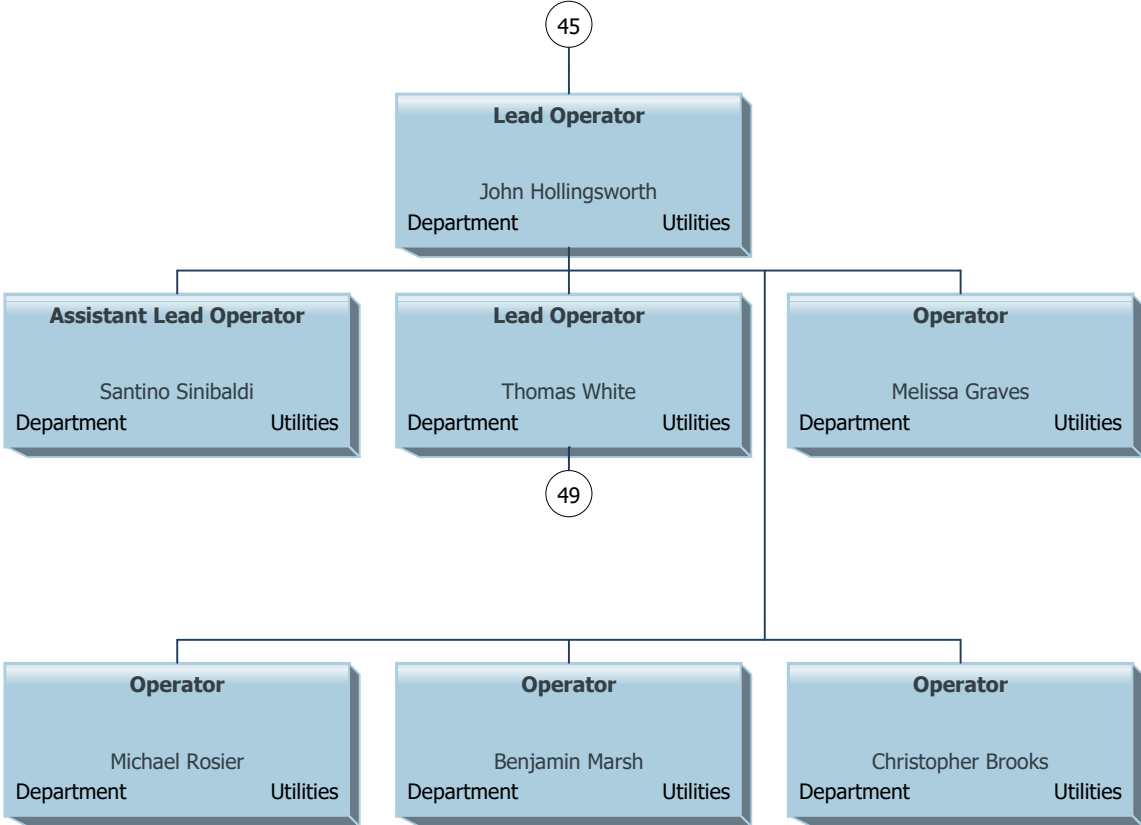 45
Lead Operator
John Hollingsworth
Department Utilities
Assistant Lead Operator
Santino Sinibaldi
Department Utilities
Lead Operator
Thomas White
Department Utilities
49
Operator
Melissa Graves
Department Utilities
Operator
Michael Rosier
Department Utilities
Operator
Benjamin Marsh
Department Utilities
Operator
Christopher Brooks
Department Utilities